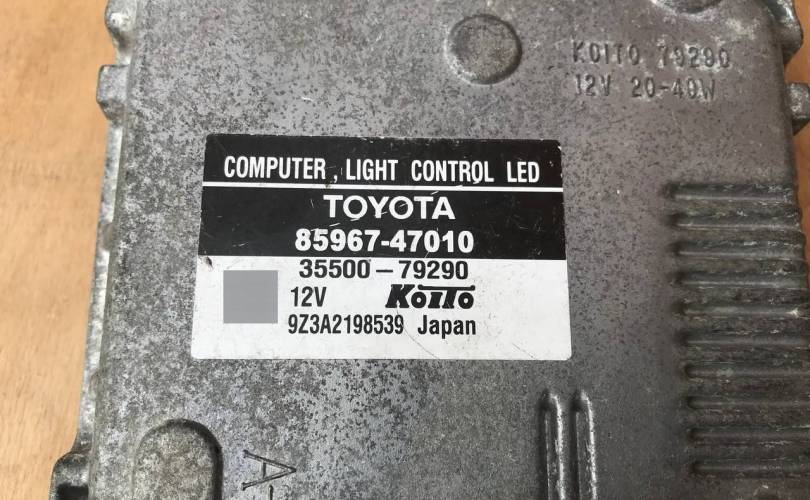 KOITO 79290
12V 20-40W
COMPUTER , LIGHT CONTROL LED
TOYOTA
85967-47010
35500-79290
12V KOITO
9Z3A2198539 Japan
A-